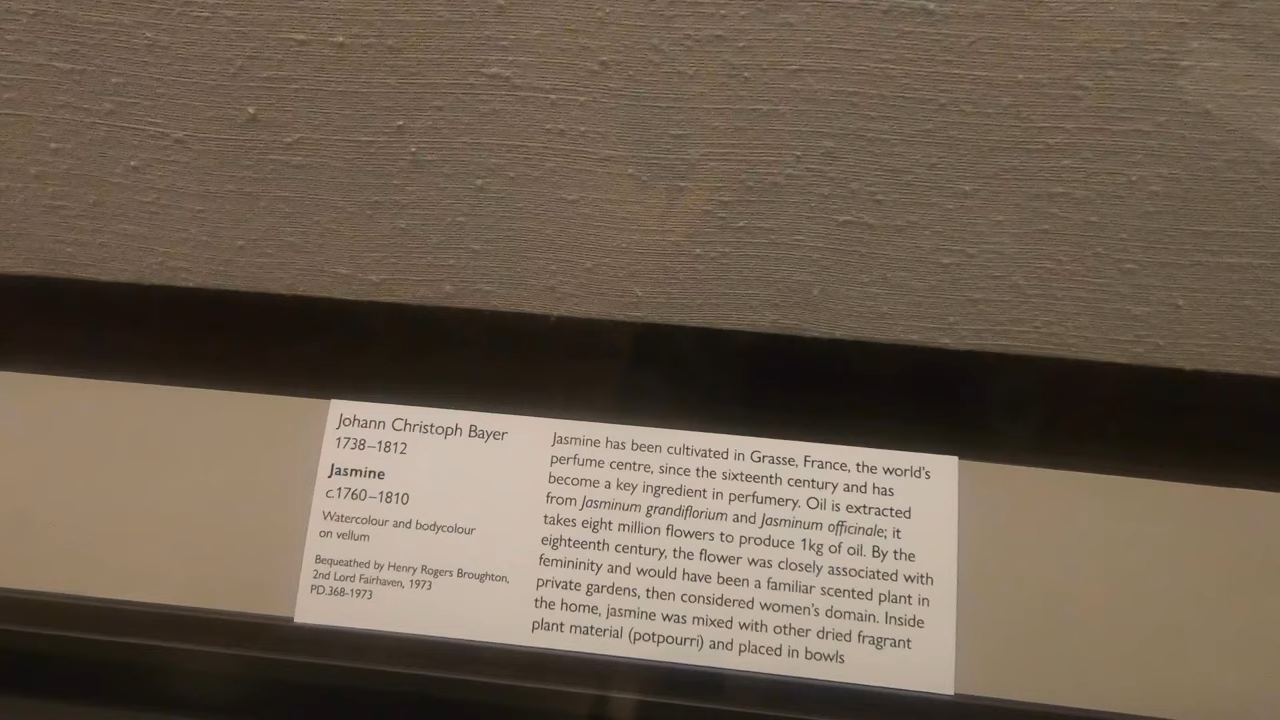 Johann Christoph Bayer
1738–1812
Jasmine
c.1760–1810
Watercolour and bodycolour
on vellum
Bequeathed by Henry Rogers Broughton,
2nd Lord Fairhaven, 1973
PD.368-1973
Jasmine has been cultivated in Grasse, France, the world's
perfume centre, since the sixteenth century and has
become a key ingredient in perfumery. Oil is extracted
from Jasminum grandiflorium and Jasminum officinale; it
takes eight million flowers to produce 1kg of oil. By the
eighteenth century, the flower was closely associated with
femininity and would have been a familiar scented plant in
private gardens, then considered women's domain. Inside
the home, jasmine was mixed with other dried fragrant
plant material (potpourri) and placed in bowls